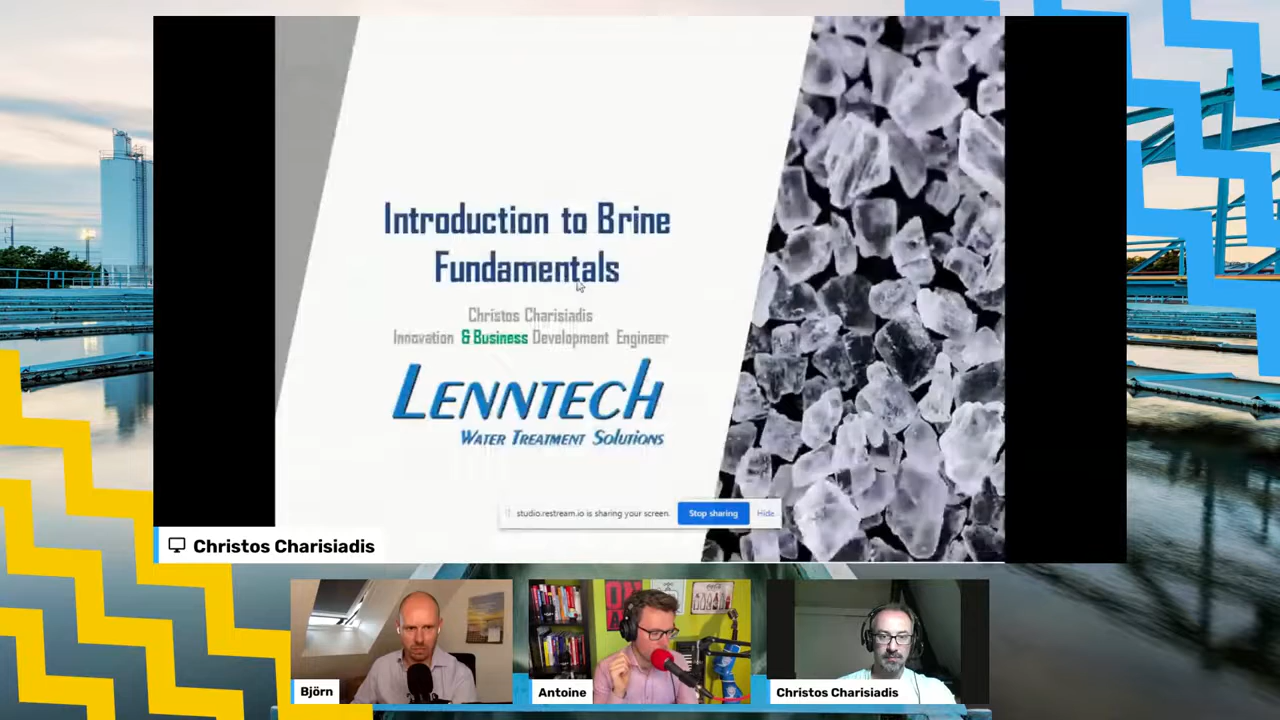 Introduction to Brine
Fundamentals
Christos Charisiadis
Innovation & Business Development Engineer
LENNTECH
WATER TREATMENT SOLUTIONS
studio.restream.io is sharing your screen.
Stop sharing
Hide
Christos Charisiadis
Björn
Antoine
Christos Charisiadis